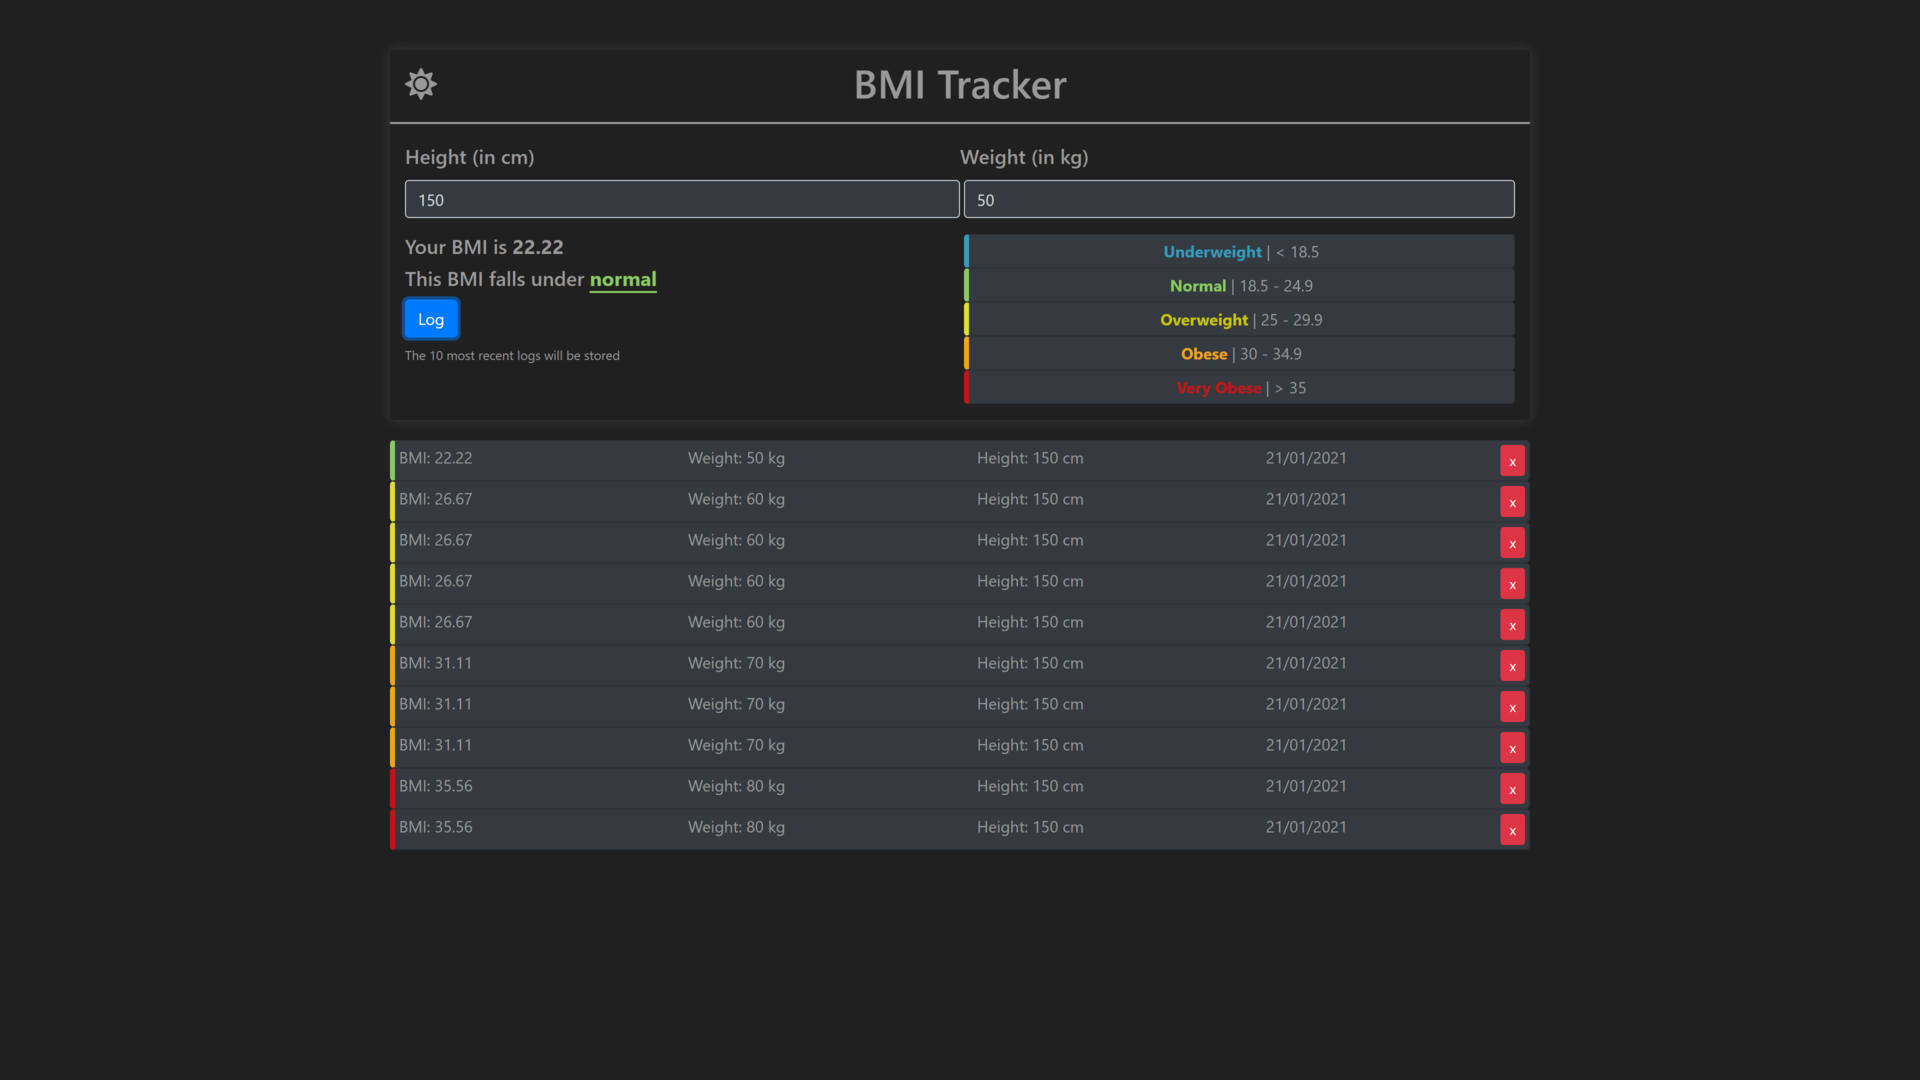 BMI Tracker
Height (in cm) Weight (in kg)
150 50
Your BMI is 22.22
This BMI falls under normal
Log
The 10 most recent logs will be stored
Underweight | < 18.5
Normal | 18.5 - 24.9
Overweight | 25 - 29.9
Obese | 30 - 34.9
Very Obese | > 35
BMI: 22.22 Weight: 50 kg Height: 150 cm 21/01/2021 x
BMI: 26.67 Weight: 60 kg Height: 150 cm 21/01/2021 x
BMI: 26.67 Weight: 60 kg Height: 150 cm 21/01/2021 x
BMI: 26.67 Weight: 60 kg Height: 150 cm 21/01/2021 x
BMI: 26.67 Weight: 60 kg Height: 150 cm 21/01/2021 x
BMI: 31.11 Weight: 70 kg Height: 150 cm 21/01/2021 x
BMI: 31.11 Weight: 70 kg Height: 150 cm 21/01/2021 x
BMI: 31.11 Weight: 70 kg Height: 150 cm 21/01/2021 x
BMI: 35.56 Weight: 80 kg Height: 150 cm 21/01/2021 x
BMI: 35.56 Weight: 80 kg Height: 150 cm 21/01/2021 x